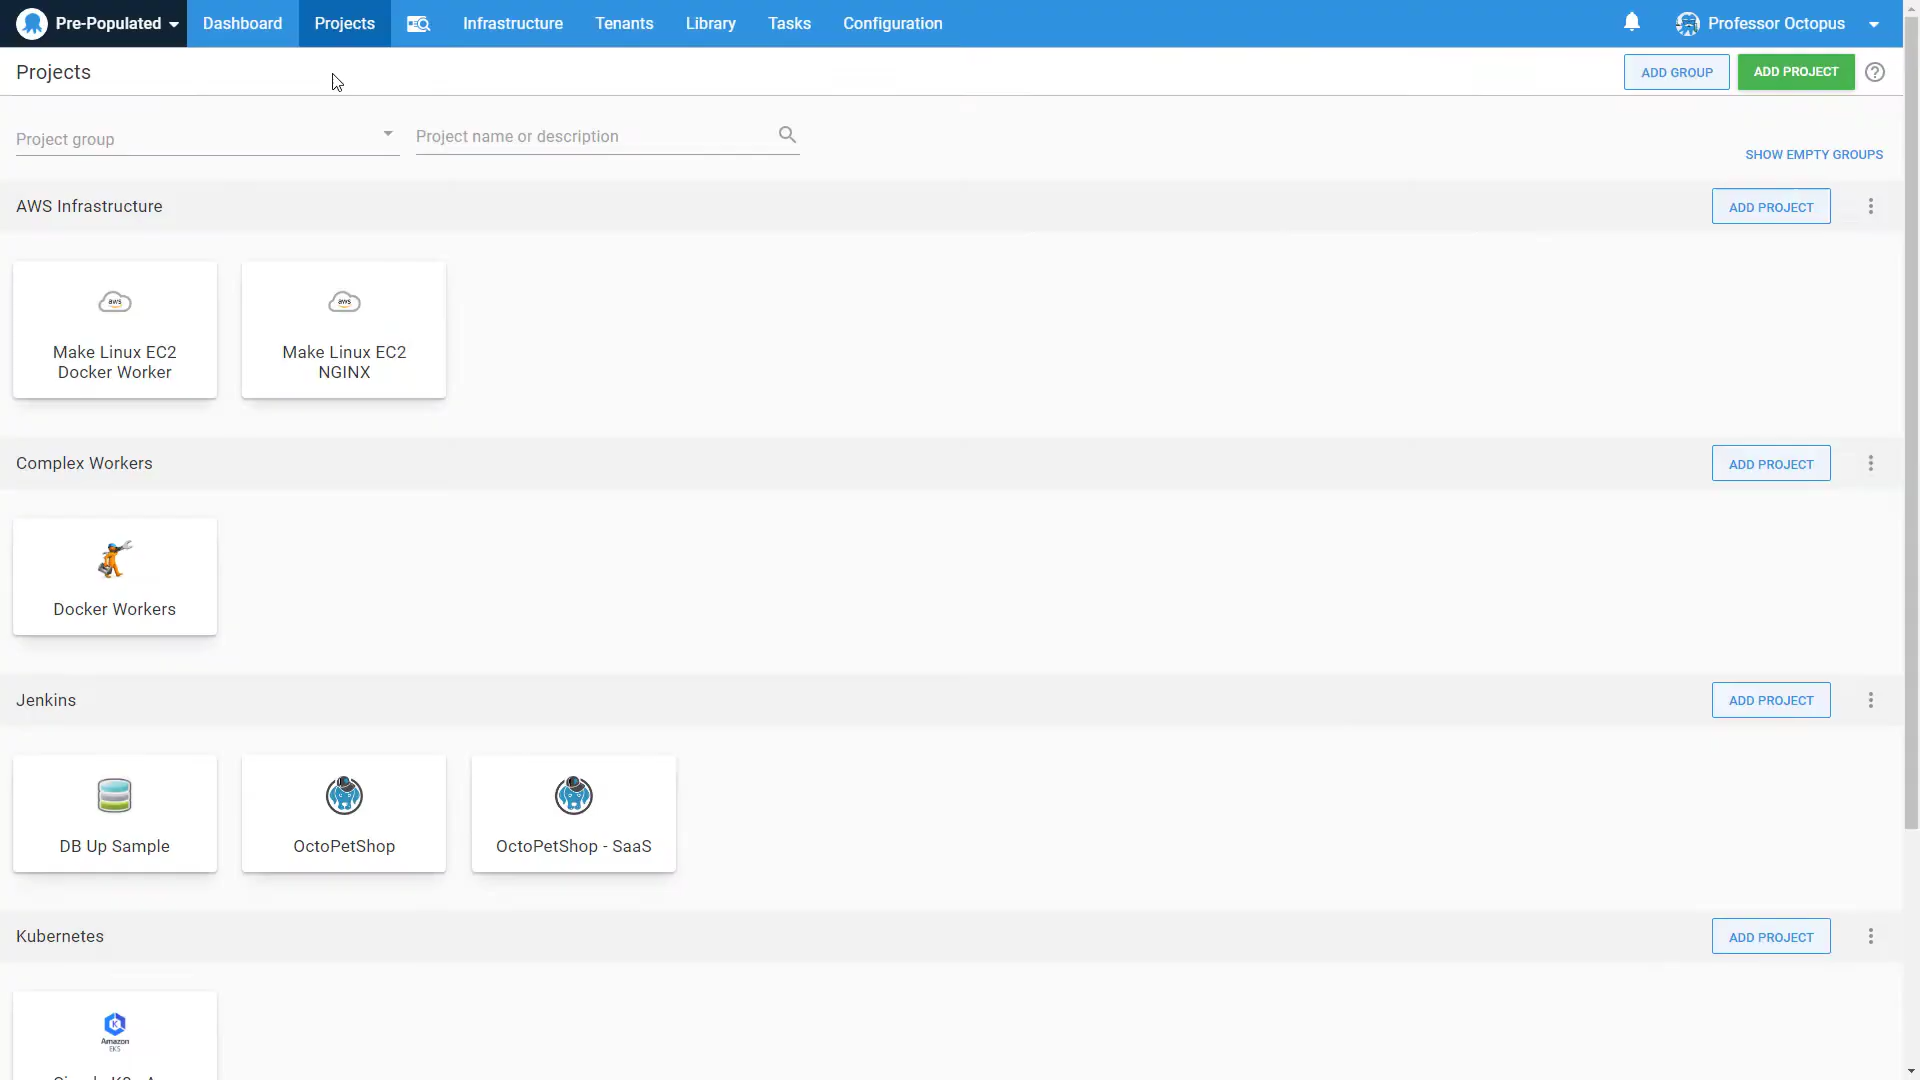 Pre-Populated
Dashboard
Projects
Infrastructure
Tenants
Library
Tasks
Configuration
Professor Octopus
Projects
ADD GROUP
ADD PROJECT
Project group
Project name or description
SHOW EMPTY GROUPS
AWS Infrastructure
ADD PROJECT
aws
Make Linux EC2
Docker Worker
aws
Make Linux EC2
NGINX
Complex Workers
ADD PROJECT
Docker Workers
Jenkins
ADD PROJECT
DB Up Sample
OctoPetShop
OctoPetShop - SaaS
Kubernetes
ADD PROJECT
K
Amazon
EKS